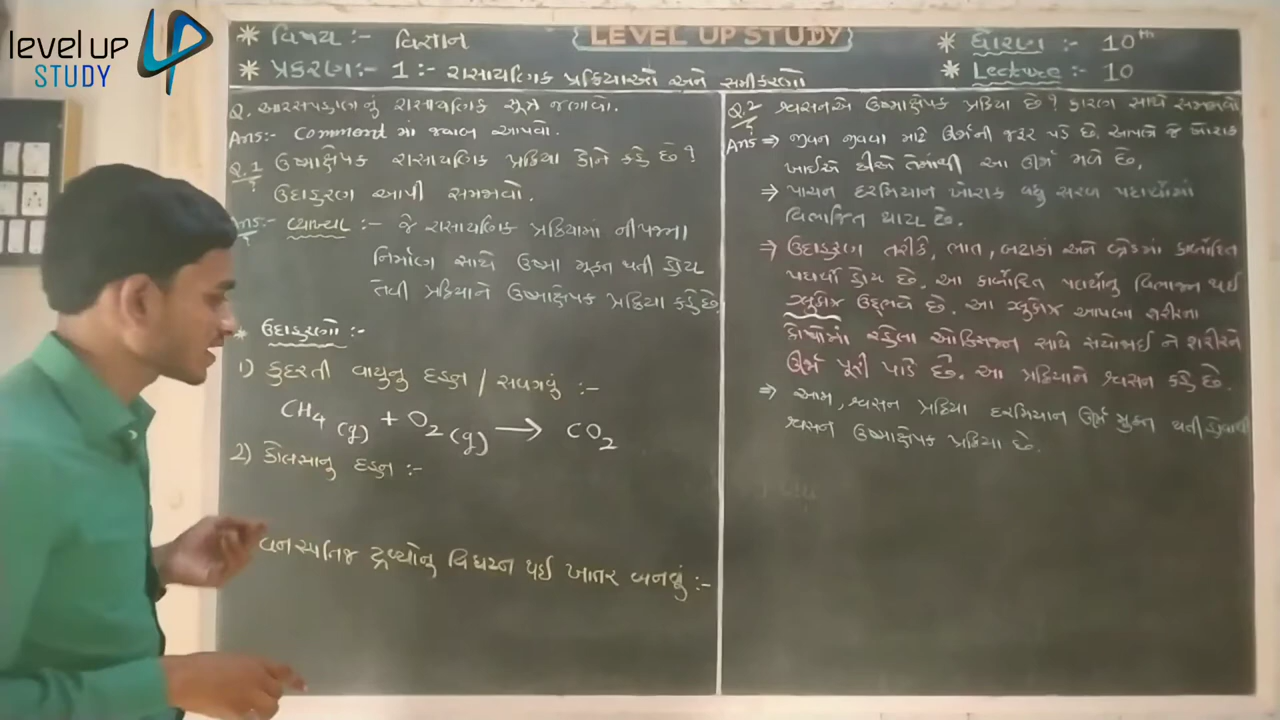 level up
STUDY
LEVEL UP STUDY
* વિષય :- વિજ્ઞાન
* પ્રકરણ :- 1 :- રાસાયણિક પ્રક્રિયાઓ અને સમીકરણો
* ધોરણ :- 10th
* Lecture :- 10
Q. આરસપહાણનું રાસાયણિક સૂત્ર જણાવો.
Ans:- Comment માં જવાબ આપવો.
Q.1 ઉષ્માક્ષેપક રાસાયણિક પ્રક્રિયા કોને કહે છે?
ઉદાહરણ આપી સમજાવો.
Ans:- વ્યાખ્યા :- જે રાસાયણિક પ્રક્રિયામાં નીપજના
નિર્માણ સાથે ઉષ્મા મુક્ત થતી હોય
તેવી પ્રક્રિયાને ઉષ્માક્ષેપક પ્રક્રિયા કહે છે.
* ઉદાહરણો :-
1) કુદરતી વાયુનુ દહન / સળગવું :-
CH4 (g) + O2 (g) → CO2
2) કોલસાનુ દહન :-
વનસ્પતિજ દ્રવ્યોનુ વિઘટન થઈ ખાતર બનવું :-
Q.2 શ્વસન એ ઉષ્માક્ષેપક પ્રક્રિયા છે? કારણ સાથે સમજાવો
Ans ⇒ જીવન જીવવા માટે ઊર્જાની જરૂર પડે છે. આપણે જે ખોરાક
ખાઈએ છીએ તેમાંથી આ ઊર્જા મળે છે.
⇒ પાચન દરમિયાન ખોરાક વધુ સરળ પદાર્થોમાં
વિભાજિત થાય છે.
⇒ ઉદાહરણ તરીકે, ભાત, બટાકાં અને બ્રેડમાં કાર્બોદિત
પદાર્થો હોય છે. આ કાર્બોદિત પદાર્થોનુ વિભાજન થઈ
ગ્લુકોઝ ઉદ્દભવે છે. આ ગ્લુકોઝ આપણા શરીરના
કોષોમાં રહેલા ઓક્સિજન સાથે સંયોજાઈ ને શરીરને
ઊર્જા પૂરી પાડે છે. આ પ્રક્રિયાને શ્વસન કહે છે.
⇒ આમ, શ્વસન પ્રક્રિયા દરમિયાન ઊર્જા મુક્ત થતી હોવાથી
શ્વસન ઉષ્માક્ષેપક પ્રક્રિયા છે.